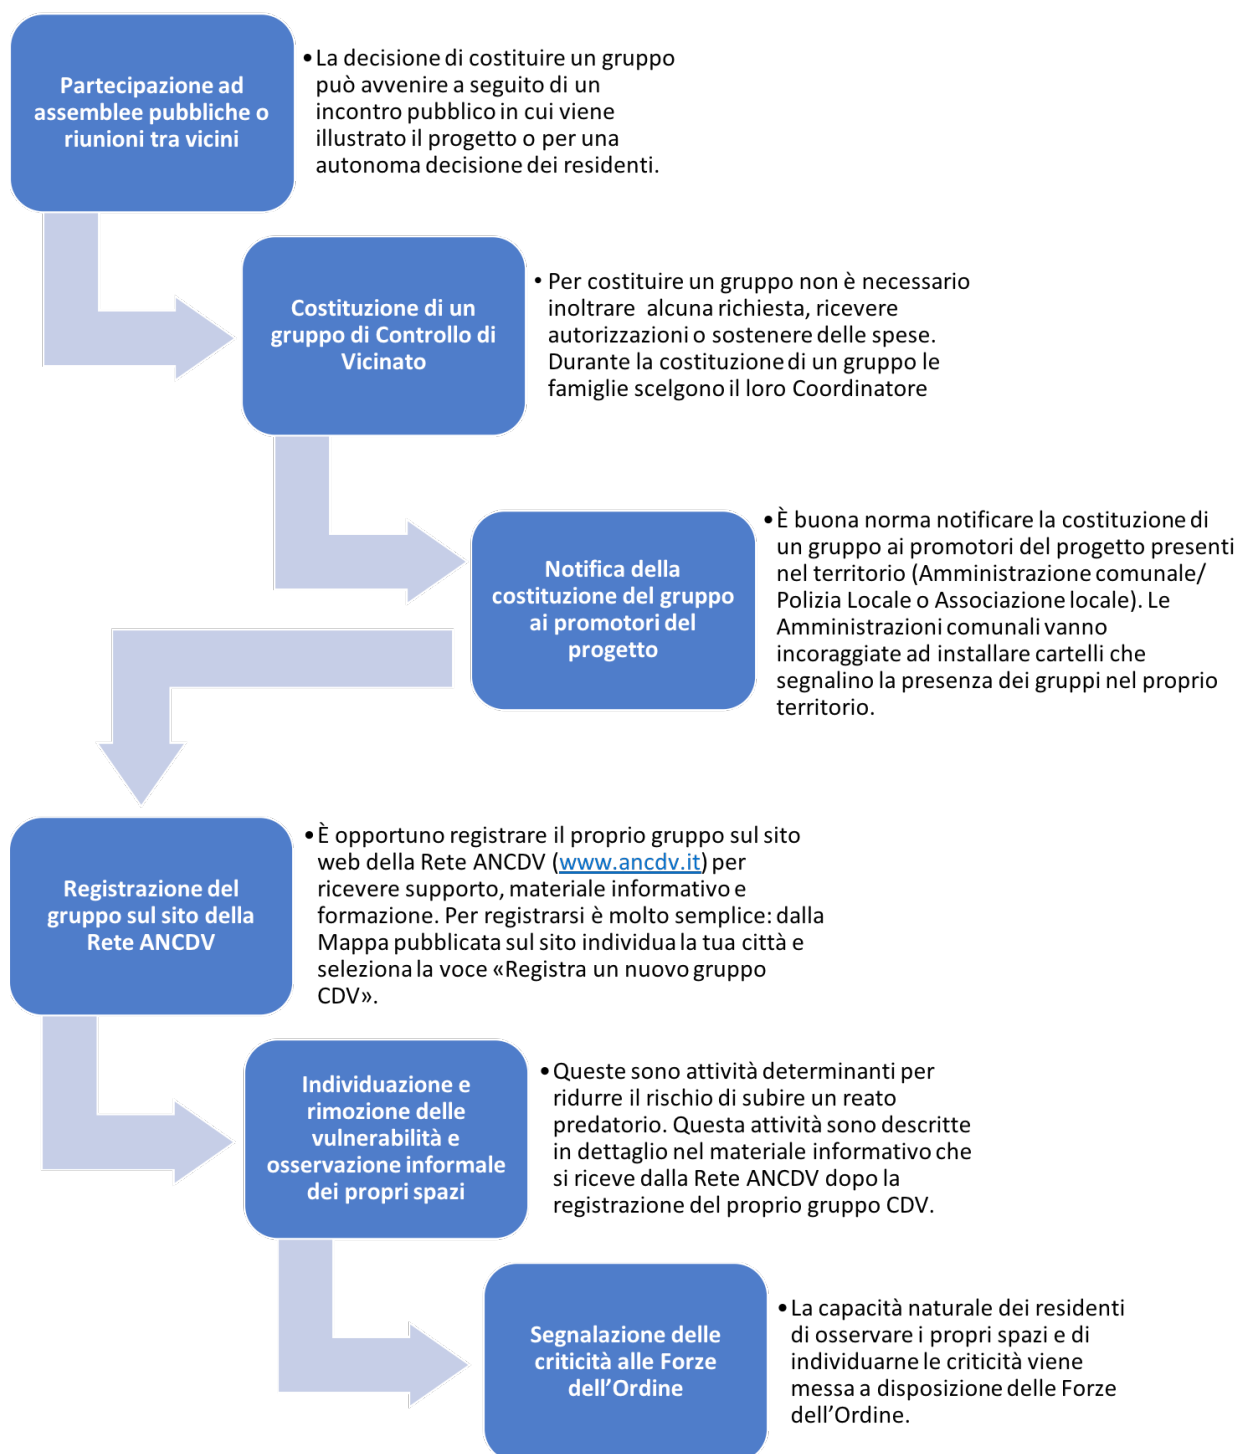 Partecipazione ad
assemblee pubbliche o
riunioni tra vicini
•La decisione di costituire un gruppo
può avvenire a seguito di un
incontro pubblico in cui viene
illustrato il progetto o per una
autonoma decisione dei residenti.
Costituzione di un
gruppo di Controllo di
Vicinato
• Per costituire un gruppo non è necessario
inoltrare alcuna richiesta, ricevere
autorizzazioni o sostenere delle spese.
Durante la costituzione di un gruppo le
famiglie scelgono il loro Coordinatore
Notifica della
costituzione del gruppo
ai promotori del
progetto
•È buona norma notificare la costituzione di
un gruppo ai promotori del progetto presenti
nel territorio (Amministrazione comunale/
Polizia Locale o Associazione locale). Le
Amministrazioni comunali vanno
incoraggiate ad installare cartelli che
segnalino la presenza dei gruppi nel proprio
territorio.
Registrazione del
gruppo sul sito della
Rete ANCDV
•È opportuno registrare il proprio gruppo sul sito
web della Rete ANCDV (www.ancdv.it) per
ricevere supporto, materiale informativo e
formazione. Per registrarsi è molto semplice: dalla
Mappa pubblicata sul sito individua la tua città e
seleziona la voce «Registra un nuovo gruppo
CDV».
Individuazione e
rimozione delle
vulnerabilità e
osservazione informale
dei propri spazi
•Queste sono attività determinanti per
ridurre il rischio di subire un reato
predatorio. Questa attività sono descritte
in dettaglio nel materiale informativo che
si riceve dalla Rete ANCDV dopo la
registrazione del proprio gruppo CDV.
Segnalazione delle
criticità alle Forze
dell’Ordine
•La capacità naturale dei residenti
di osservare i propri spazi e di
individuarne le criticità viene
messa a disposizione delle Forze
dell’Ordine.